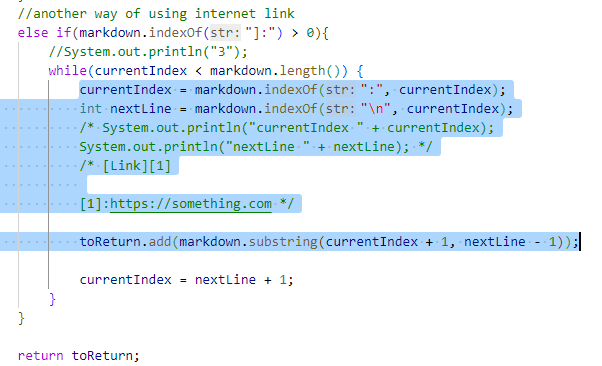 //another way of using internet link
else if(markdown.indexOf(str: "]:") > 0){
//System.out.println("3");
while(currentIndex < markdown.length()) {
currentIndex = markdown.indexOf(str: ":", currentIndex);
int nextLine = markdown.indexOf(str: "\n", currentIndex);
/* System.out.println("currentIndex " + currentIndex);
System.out.println("nextLine " + nextLine); */
/* [Link][1]
[1]:https://something.com */
toReturn.add(markdown.substring(currentIndex + 1, nextLine - 1));
currentIndex = nextLine + 1;
}
}
return toReturn;